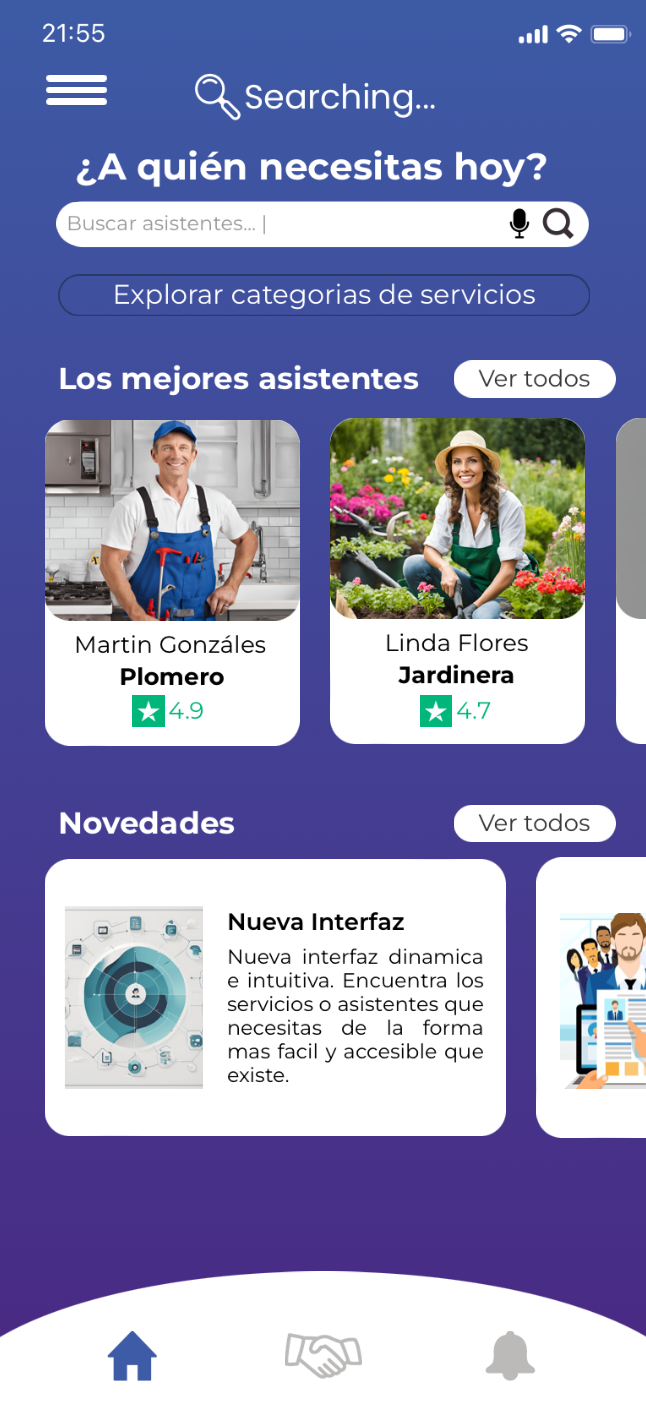 21:55
Searching...
¿A quién necesitas hoy?
Buscar asistentes... |
Explorar categorias de servicios
Los mejores asistentes
Ver todos
Martin Gonzáles
Plomero
4.9
Linda Flores
Jardinera
4.7
Novedades
Ver todos
Nueva Interfaz
Nueva interfaz dinamica
e intuitiva. Encuentra los
servicios o asistentes que
necesitas de la forma
mas facil y accesible que
existe.